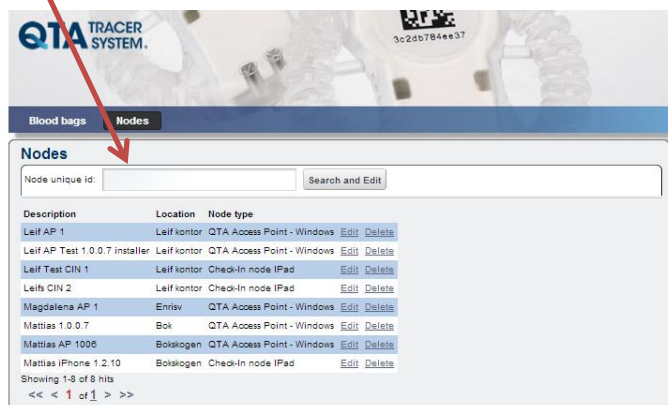 QTA TRACER SYSTEM.
3c2db784ee37
Blood bags Nodes
Nodes
Node unique id: Search and Edit
Description Location Node type
Leif AP 1 Leif kontor QTA Access Point - Windows Edit Delete
Leif AP Test 1.0.0.7 installer Leif kontor QTA Access Point - Windows Edit Delete
Leif Test CIN 1 Leif kontor Check-In node IPad Edit Delete
Leifs CIN 2 Leif kontor Check-In node IPad Edit Delete
Magdalena AP 1 Enrisv QTA Access Point - Windows Edit Delete
Mattias 1.0.0.7 Bok QTA Access Point - Windows Edit Delete
Mattias AP 1006 Bokskogen QTA Access Point - Windows Edit Delete
Mattias iPhone 1.2.10 Bokskogen Check-In node IPad Edit Delete
Showing 1-8 of 8 hits
<< < 1 of 1 > >>